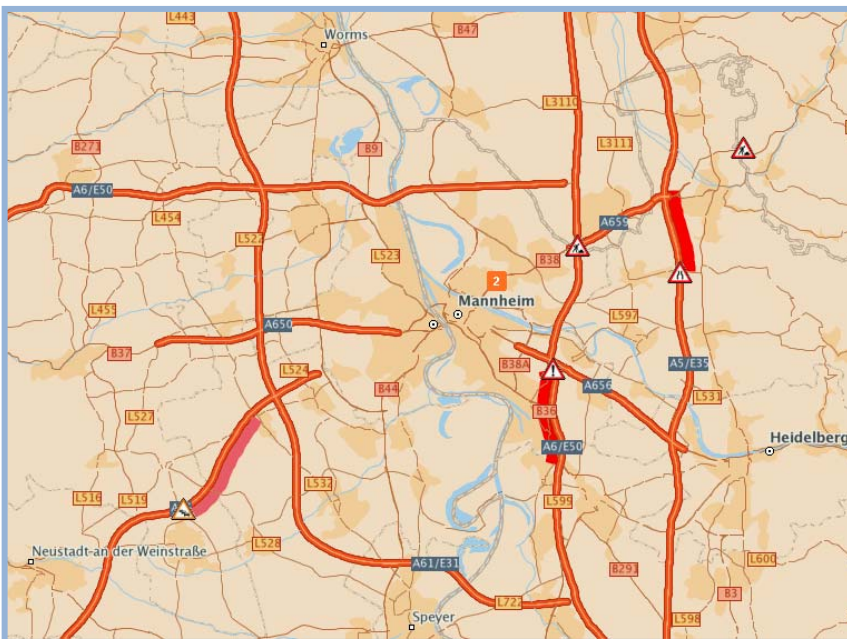 L443
Worms
B47
L3110
L3111
B271
B9
A6/E50
L454
A659
L522
L523
B38
2
Mannheim
L455
A650
L597
B37
L524
B38A
A5/E35
B44
A656
L531
L527
B36
A6/E50
Heidelberg
L516
L519
L532
L599
L528
Neustadt an der Weinstraße
A61/E31
B291
L600
L722
B3
Speyer
L598